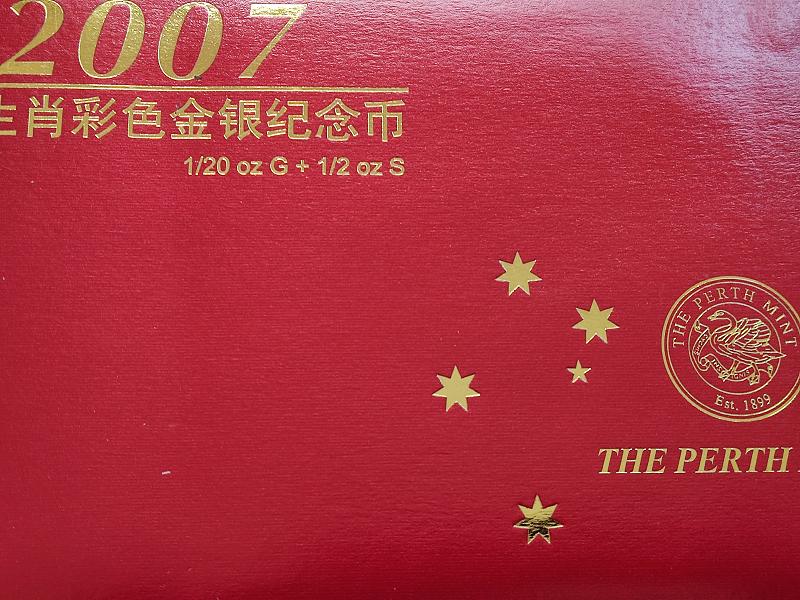 2007
生肖彩色金银纪念币
1/20 oz G + 1/2 oz S
THE PERTH MINT
Est. 1899
THE PERTH